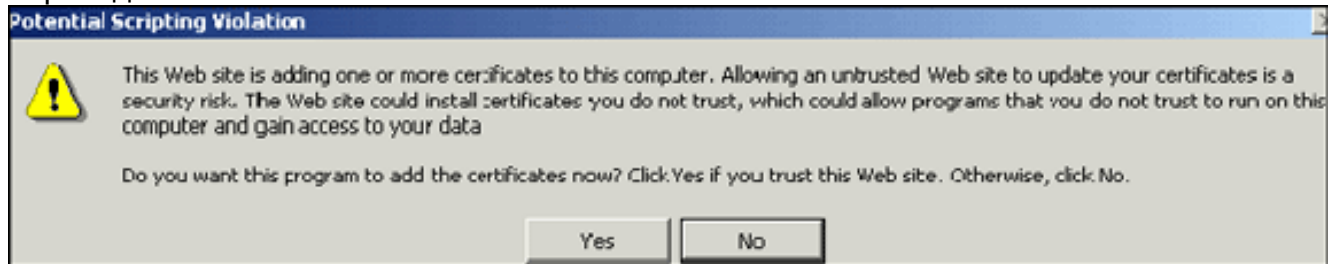 Potential Scripting Violation
This Web site is adding one or more certificates to this computer. Allowing an untrusted Web site to update your certificates is a
security risk. The Web site could install certificates you do not trust, which could allow programs that you do not trust to run on this
computer and gain access to your data
Do you want this program to add the certificates now? Click Yes if you trust this Web site. Otherwise, click No.
Yes No